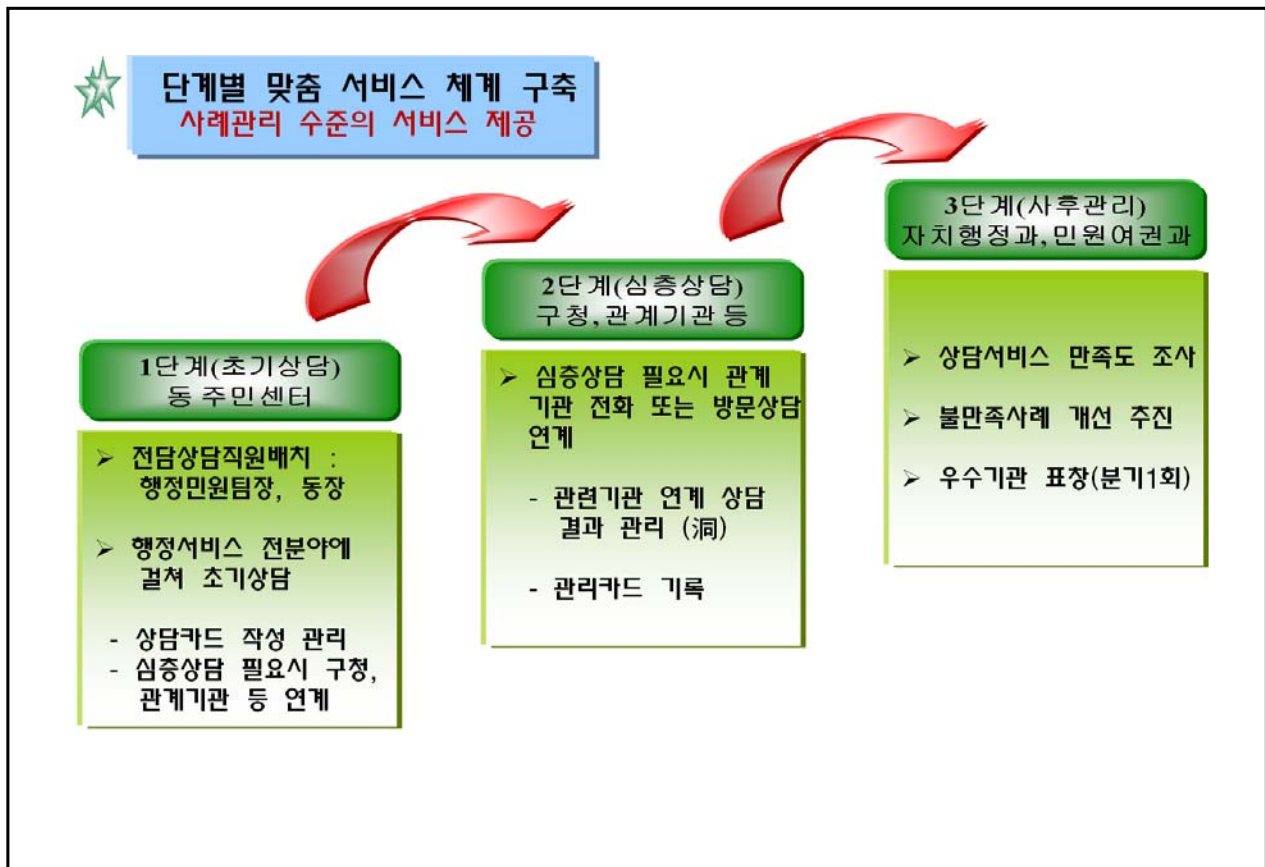 단계별 맞춤 서비스 체계 구축
사례관리 수준의 서비스 제공
1단계(초기상담)
동 주민센터
➢ 전담상담직원배치 :
행정민원팀장, 동장
➢ 행정서비스 전분야에
걸쳐 초기상담
- 상담카드 작성 관리
- 심층상담 필요시 구청,
관계기관 등 연계
2단계(심층상담)
구청,관계기관 등
➢ 심층상담 필요시 관계
기관 전화 또는 방문상담
연계
- 관련기관 연계 상담
결과 관리 (洞)
- 관리카드 기록
3단계(사후관리)
자치행정과,민원여권과
➢ 상담서비스 만족도 조사
➢ 불만족사례 개선 추진
➢ 우수기관 표창(분기1회)